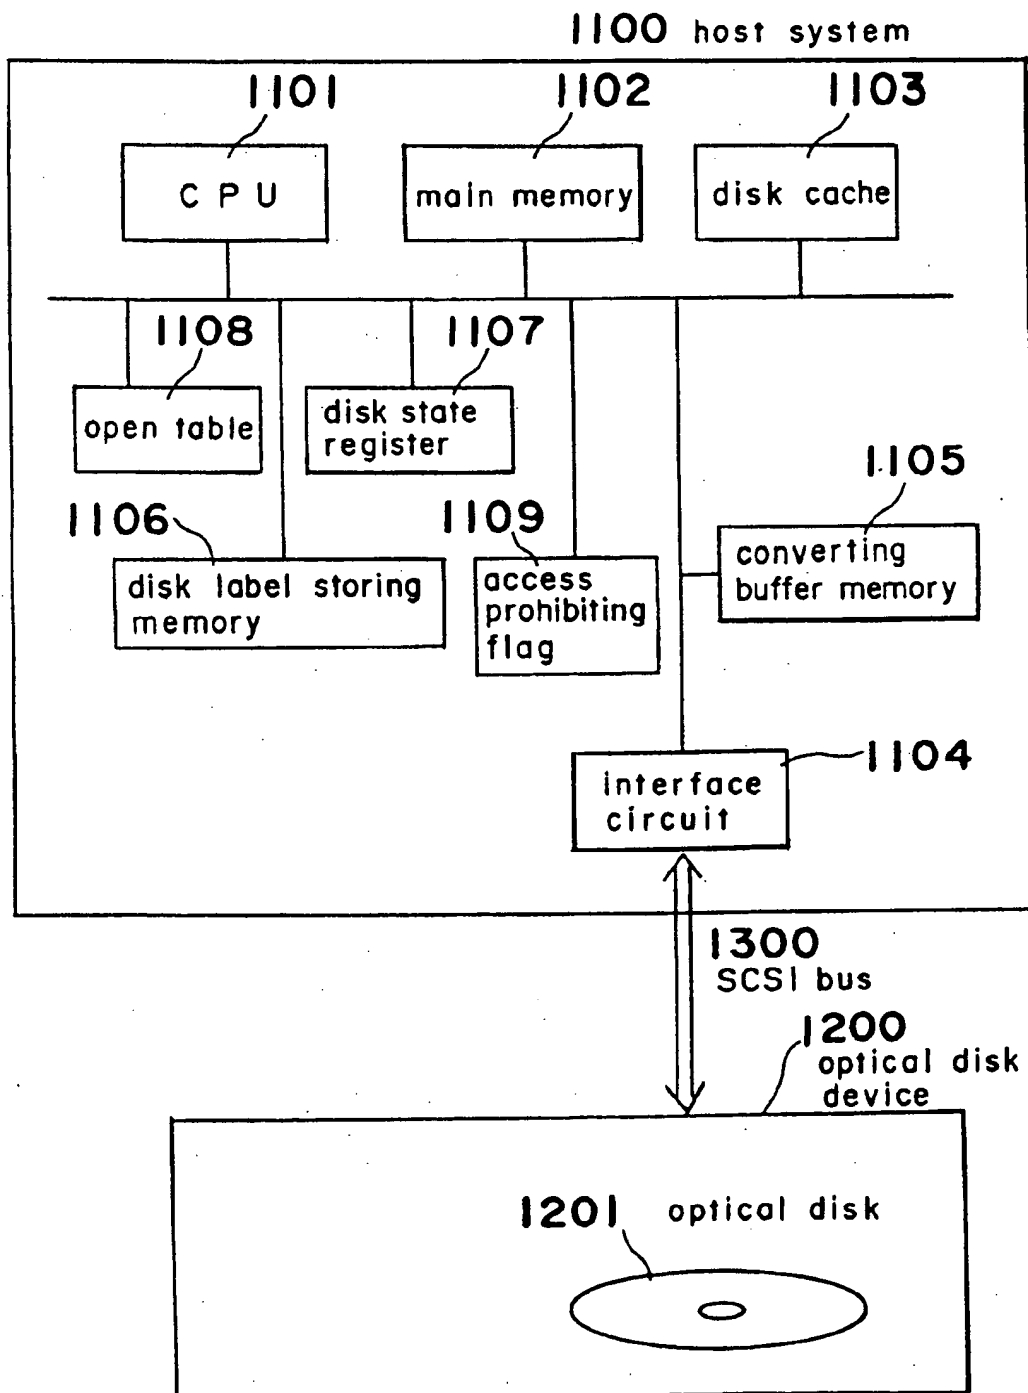 1100 host system
1101
1102
1103
CPU
main memory
disk cache
1108
1107
open table
disk state
register
1105
1106
1109
converting
buffer memory
disk label storing
memory
access
prohibiting
flag
1104
interface
circuit
1300
SCSI bus
1200
optical disk
device
1201 optical disk